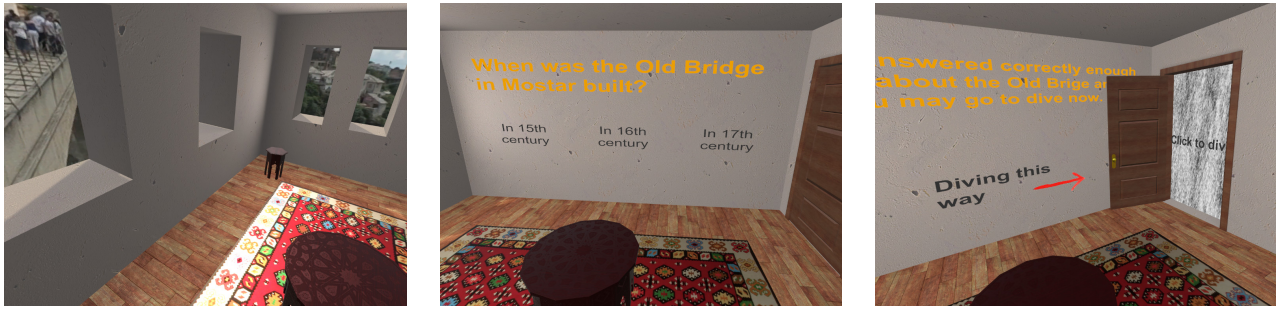 When was the Old Bridge
in Mostar built?
In 15th
century
In 16th
century
In 17th
century
nswered correctly enough
about the Old Brige
u may go to dive now.
Diving this
way
Click to div